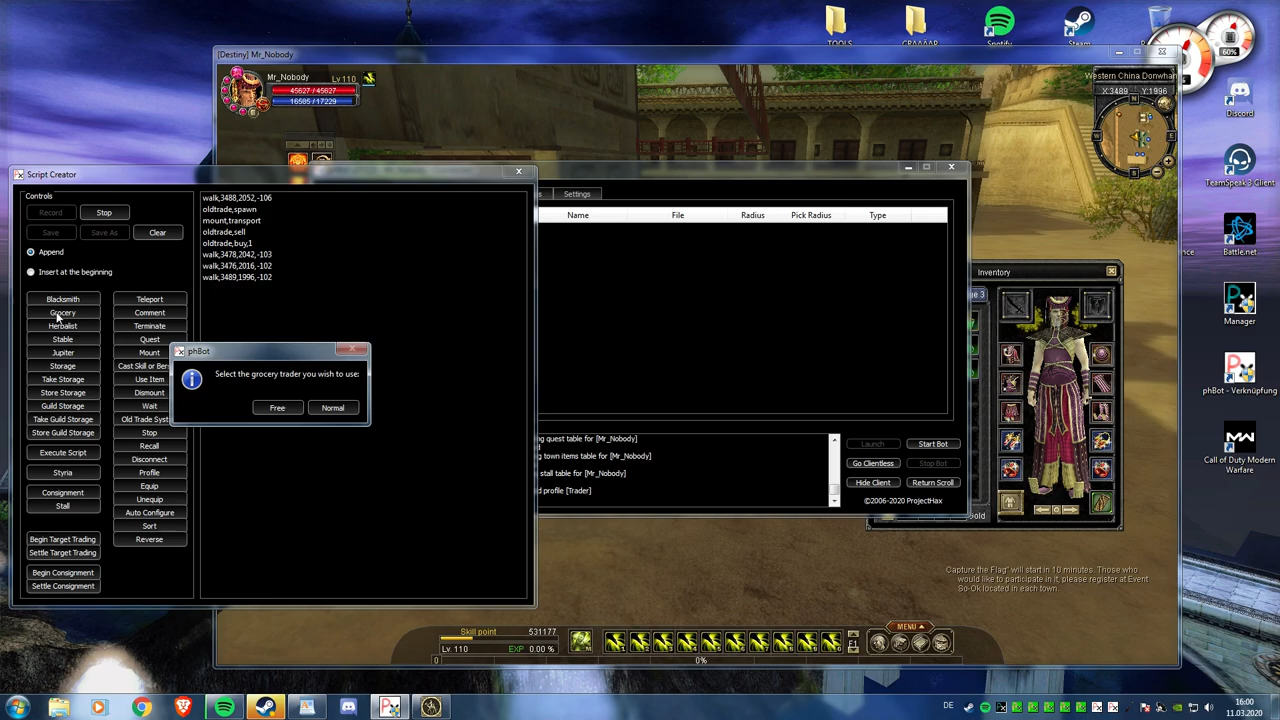 TOOLS
Spotify
Steam
60%
[Destiny] Mr_Nobody
Mr_Nobody
Lv 110
45627 / 45627
16585 / 17229
Western China Donwhan
X:3489 Y:1996
N
W
E
S
Discord
TeamSpeak 3 Client
Battle.net
Manager
phBot - Verknüpfung
Call of Duty Modern
Warfare
Script Creator
Controls
Record
Stop
Save
Save As
Clear
Append
Insert at the beginning
Blacksmith
Grocery
Herbalist
Stable
Jupiter
Storage
Take Storage
Store Storage
Guild Storage
Take Guild Storage
Store Guild Storage
Execute Script
Styria
Consignment
Stall
Begin Target Trading
Settle Target Trading
Begin Consignment
Settle Consignment
Teleport
Comment
Terminate
Quest
Mount
Cast Skill or Ber
Use Item
Dismount
Wait
Old Trade Syst
Stop
Recall
Disconnect
Profile
Equip
Unequip
Auto Configure
Sort
Reverse
walk,3488,2052,-106
oldtrade,spawn
mount,transport
oldtrade,sell
oldtrade,buy,1
walk,3478,2042,-103
walk,3476,2016,-102
walk,3489,1996,-102
phBot
Select the grocery trader you wish to use:
Free
Normal
Settings
Name
File
Radius
Pick Radius
Type
ng quest table for [Mr_Nobody]
g town items table for [Mr_Nobody]
stall table for [Mr_Nobody]
d profile [Trader]
Launch
Start Bot
Go Clientless
Stop Bot
Hide Client
Return Scroll
©2006-2020 ProjectHax
Inventory
ge 3
Gold
Capture the Flag" will start in 10 minutes. Those who
would like to participate in it, please register at Event
So-Ok located in each town.
Skill point
531177
Lv. 110
EXP 0.00 %
0
0%
F1
MENU
DE
16:00
11.03.2020